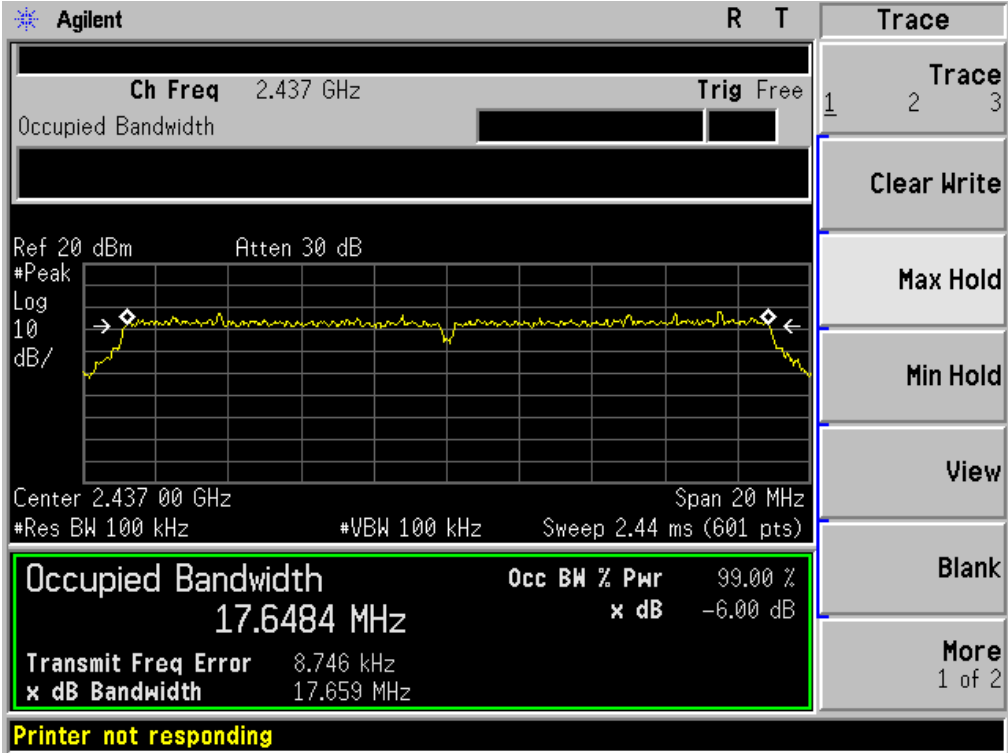 Agilent R T Trace
Ch Freq 2.437 GHz Trig Free
Occupied Bandwidth
Trace
1 2 3
Clear Write
Max Hold
Min Hold
View
Blank
More
1 of 2
Ref 20 dBm Atten 30 dB
#Peak
Log
10
dB/
Center 2.437 00 GHz Span 20 MHz
#Res BW 100 kHz #VBW 100 kHz Sweep 2.44 ms (601 pts)
Occupied Bandwidth Occ BW % Pwr 99.00 %
17.6484 MHz x dB -6.00 dB
Transmit Freq Error 8.746 kHz
x dB Bandwidth 17.659 MHz
Printer not responding